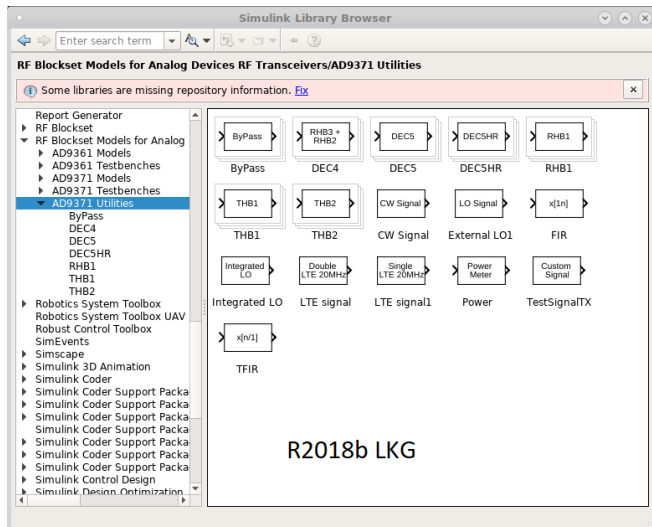 Simulink Library Browser
Enter search term
RF Blockset Models for Analog Devices RF Transceivers/AD9371 Utilities
Some libraries are missing repository information. Fix
Report Generator
RF Blockset
RF Blockset Models for Analog
AD9361 Models
AD9361 Testbenches
AD9371 Models
AD9371 Testbenches
AD9371 Utilities
ByPass
DEC4
DEC5
DEC5HR
RHB1
THB1
THB2
Robotics System Toolbox
Robotics System Toolbox UAV
Robust Control Toolbox
SimEvents
Simscape
Simulink 3D Animation
Simulink Coder
Simulink Coder Support Packa
Simulink Coder Support Packa
Simulink Coder Support Packa
Simulink Coder Support Packa
Simulink Coder Support Packa
Simulink Coder Support Packa
Simulink Coder Support Packa
Simulink Control Design
Simulink Design Optimization
ByPass
RHB3 +
RHB2
DEC5
DEC5HR
RHB1
ByPass
DEC4
DEC5
DEC5HR
RHB1
THB1
THB2
CW Signal
LO Signal
x[1n]
THB1
THB2
CW Signal
External LO1
FIR
Integrated
LO
Double
LTE 20MHz
Single
LTE 20MHz
Power
Meter
Custom
Signal
Integrated LO
LTE signal
LTE signal1
Power
TestSignalTX
x[n/1]
TFIR
R2018b LKG